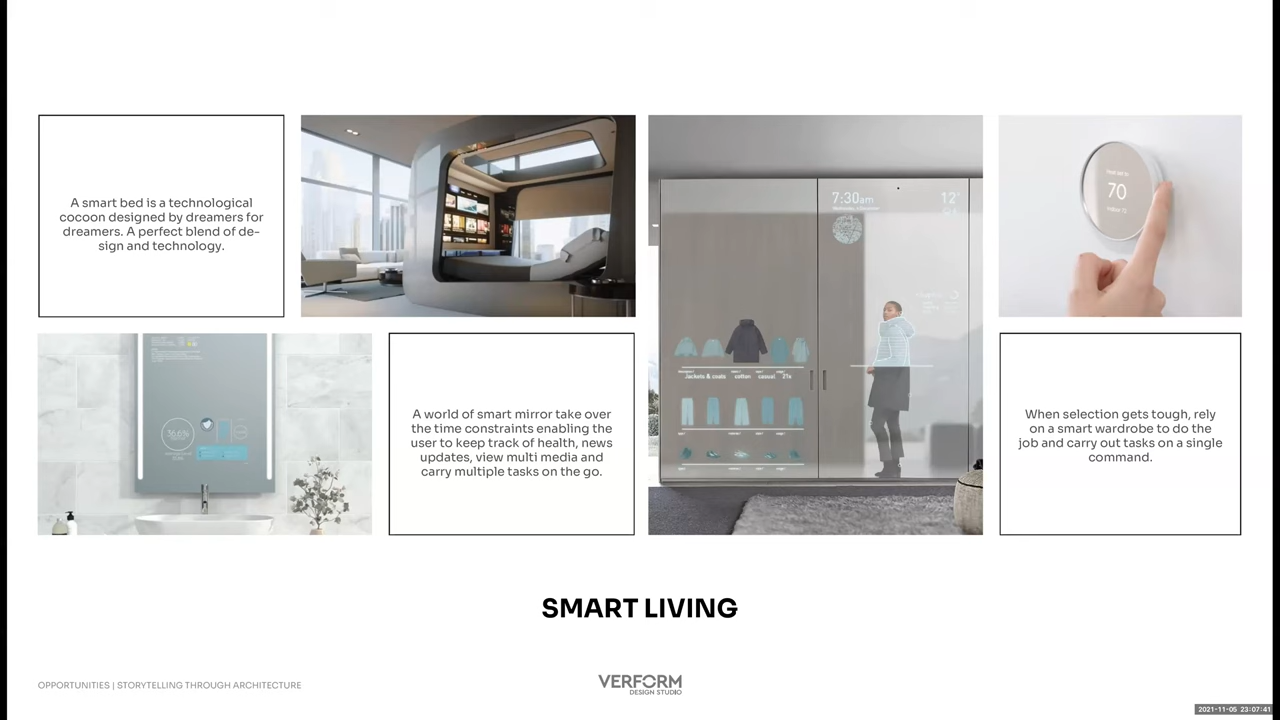 A smart bed is a technological
cocoon designed by dreamers for
dreamers. A perfect blend of de-
sign and technology.
7:30am
12°
70
Jackets & coats cotton casual 21x
36.6%
A world of smart mirror take over
the time constraints enabling the
user to keep track of health, news
updates, view multi media and
carry multiple tasks on the go.
When selection gets tough, rely
on a smart wardrobe to do the
job and carry out tasks on a single
command.
SMART LIVING
OPPORTUNITIES | STORYTELLING THROUGH ARCHITECTURE
VERFORM
DESIGN STUDIO
2021-11-05 23:07:41